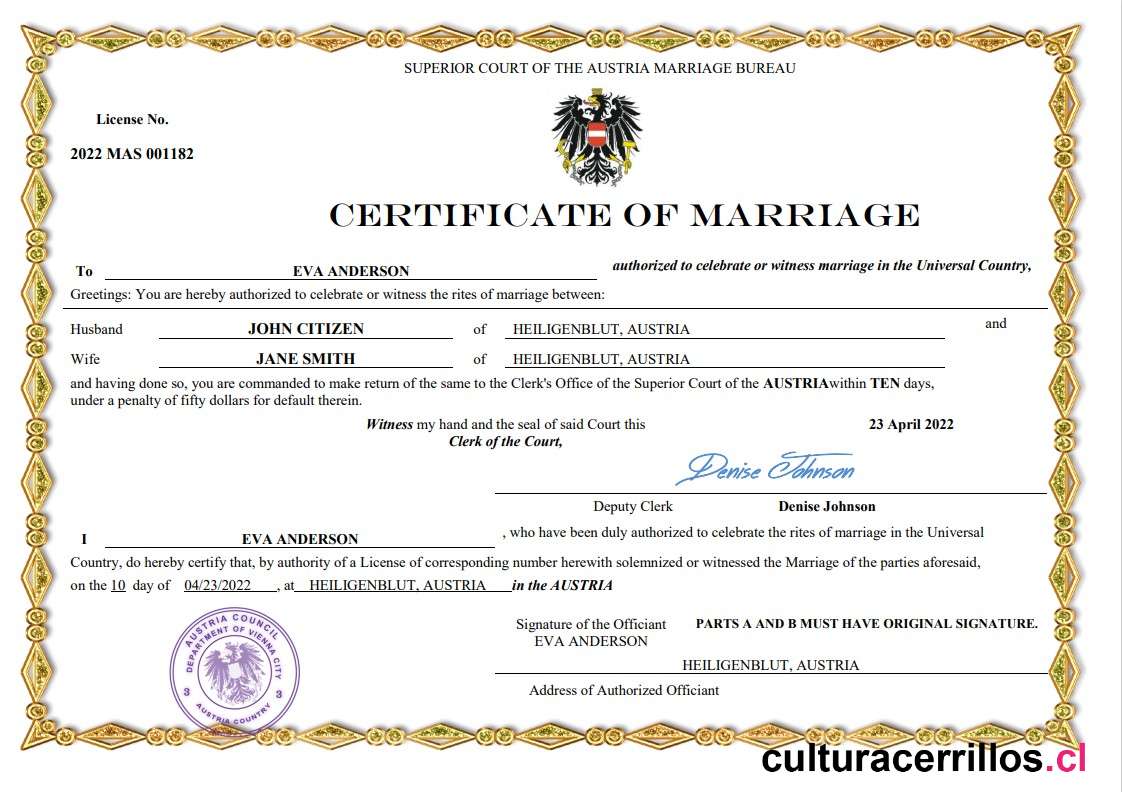 SUPERIOR COURT OF THE AUSTRIA MARRIAGE BUREAU
License No.
2022 MAS 001182
CERTIFICATE OF MARRIAGE
To EVA ANDERSON authorized to celebrate or witness marriage in the Universal Country,
Greetings: You are hereby authorized to celebrate or witness the rites of marriage between:
Husband JOHN CITIZEN of HEILIGENBLUT, AUSTRIA and
Wife JANE SMITH of HEILIGENBLUT, AUSTRIA
and having done so, you are commanded to make return of the same to the Clerk's Office of the Superior Court of the AUSTRIAwithin TEN days,
under a penalty of fifty dollars for default therein.
Witness my hand and the seal of said Court this 23 April 2022
Clerk of the Court,
Denise Johnson
Deputy Clerk Denise Johnson
I EVA ANDERSON , who have been duly authorized to celebrate the rites of marriage in the Universal
Country, do hereby certify that, by authority of a License of corresponding number herewith solemnized or witnessed the Marriage of the parties aforesaid,
on the 10 day of 04/23/2022 , at HEILIGENBLUT, AUSTRIA in the AUSTRIA
AUSTRIA COUNCIL
DEPARTMENT OF VIENNA CITY
3 3
AUSTRIA COUNTRY
Signature of the Officiant PARTS A AND B MUST HAVE ORIGINAL SIGNATURE.
EVA ANDERSON
HEILIGENBLUT, AUSTRIA
Address of Authorized Officiant
culturacerrillos.cl